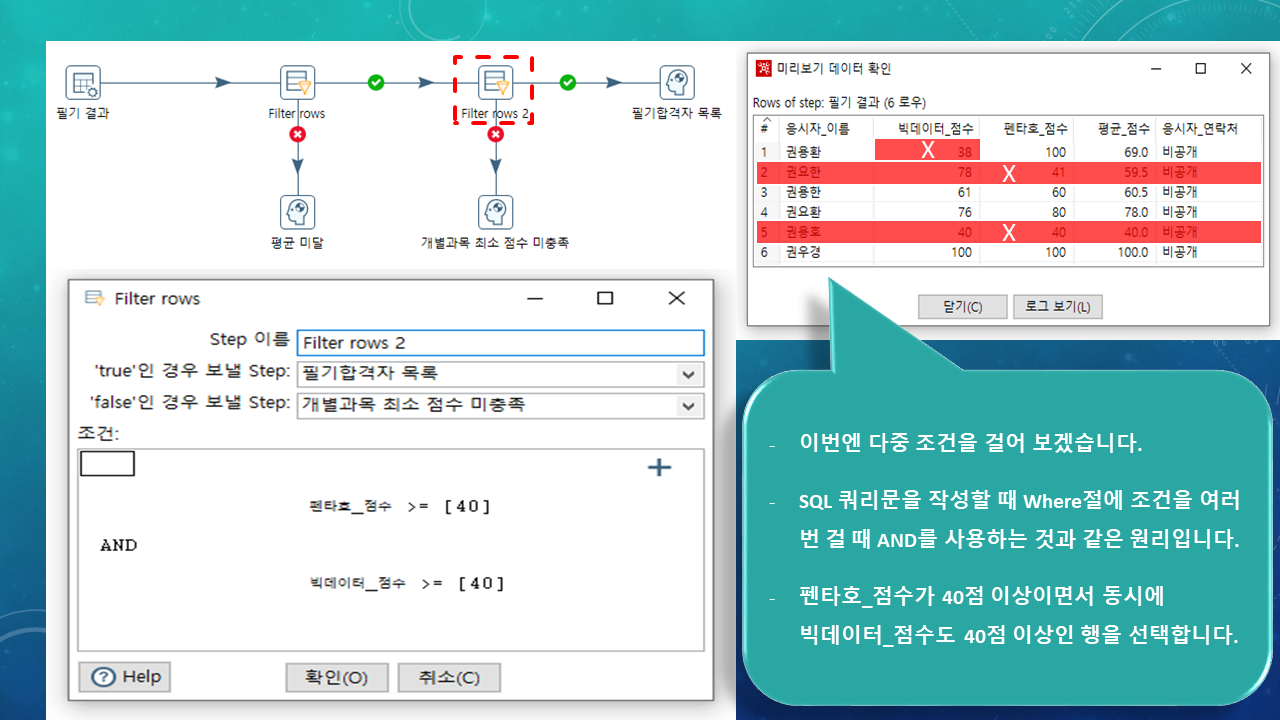 필기 결과
Filter rows
Filter rows 2
필기합격자 목록
평균 미달
개별과목 최소 점수 미충족
미리보기 데이터 확인
Rows of step: 필기 결과 (6 로우)
# 응시자_이름 빅데이터_점수 펜타호_점수 평균_점수 응시자_연락처
1 권용환 X 38 100 69.0 비공개
2 권요한 78 X 41 59.5 비공개
3 권용한 61 60 60.5 비공개
4 권요환 76 80 78.0 비공개
5 권용호 40 X 40 40.0 비공개
6 권우경 100 100 100.0 비공개
닫기(C) 로그 보기(L)
Filter rows
Step 이름 Filter rows 2
'true'인 경우 보낼 Step: 필기합격자 목록
'false'인 경우 보낼 Step: 개별과목 최소 점수 미충족
조건:
펜타호_점수 >= [40]
AND
빅데이터_점수 >= [40]
Help 확인(O) 취소(C)
- 이번엔 다중 조건을 걸어 보겠습니다.
- SQL 쿼리문을 작성할 때 Where절에 조건을 여러
번 걸 때 AND를 사용하는 것과 같은 원리입니다.
- 펜타호_점수가 40점 이상이면서 동시에
빅데이터_점수도 40점 이상인 행을 선택합니다.